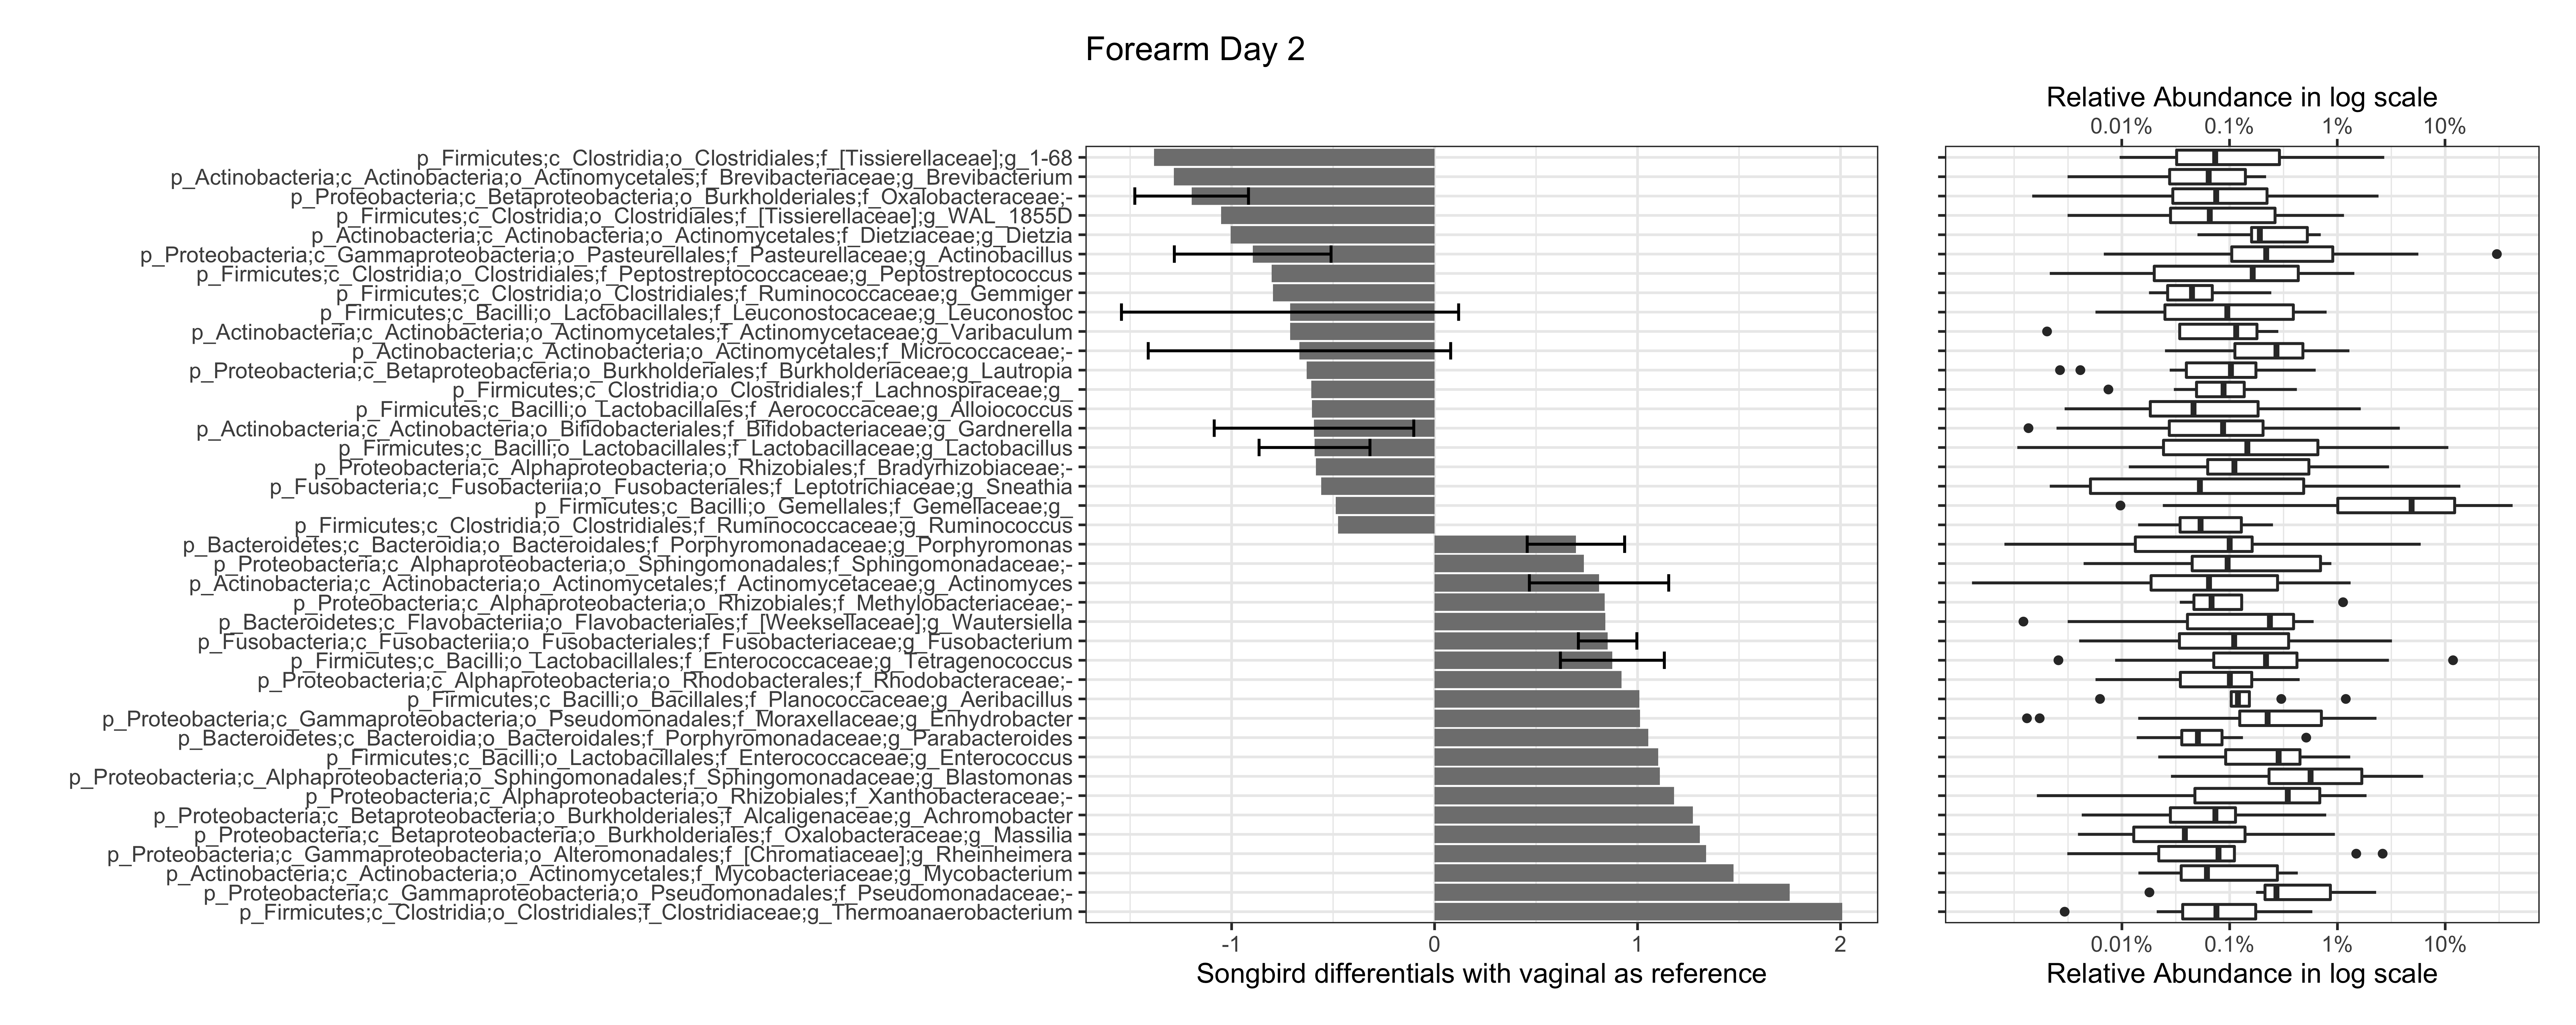 Forearm Day 2
Relative Abundance in log scale
0.01% 0.1% 1% 10%
p_Firmicutes;c_Clostridia;o_Clostridiales;f_[Tissierellaceae];g_1-68
p_Actinobacteria;c_Actinobacteria;o_Actinomycetales;f_Brevibacteriaceae;g_Brevibacterium
p_Proteobacteria;c_Betaproteobacteria;o_Burkholderiales;f_Oxalobacteraceae;-
p_Firmicutes;c_Clostridia;o_Clostridiales;f_[Tissierellaceae];g_WAL_1855D
p_Actinobacteria;c_Actinobacteria;o_Actinomycetales;f_Dietziaceae;g_Dietzia
p_Proteobacteria;c_Gammaproteobacteria;o_Pasteurellales;f_Pasteurellaceae;g_Actinobacillus
p_Firmicutes;c_Clostridia;o_Clostridiales;f_Peptostreptococcaceae;g_Peptostreptococcus
p_Firmicutes;c_Clostridia;o_Clostridiales;f_Ruminococcaceae;g_Gemmiger
p_Firmicutes;c_Bacilli;o_Lactobacillales;f_Leuconostocaceae;g_Leuconostoc
p_Actinobacteria;c_Actinobacteria;o_Actinomycetales;f_Actinomycetaceae;g_Varibaculum
p_Actinobacteria;c_Actinobacteria;o_Actinomycetales;f_Micrococcaceae;-
p_Proteobacteria;c_Betaproteobacteria;o_Burkholderiales;f_Burkholderiaceae;g_Lautropia
p_Firmicutes;c_Clostridia;o_Clostridiales;f_Lachnospiraceae;g_
p_Firmicutes;c_Bacilli;o_Lactobacillales;f_Aerococcaceae;g_Alloiococcus
p_Actinobacteria;c_Actinobacteria;o_Bifidobacteriales;f_Bifidobacteriaceae;g_Gardnerella
p_Firmicutes;c_Bacilli;o_Lactobacillales;f_Lactobacillaceae;g_Lactobacillus
p_Proteobacteria;c_Alphaproteobacteria;o_Rhizobiales;f_Bradyrhizobiaceae;-
p_Fusobacteria;c_Fusobacteriia;o_Fusobacteriales;f_Leptotrichiaceae;g_Sneathia
p_Firmicutes;c_Bacilli;o_Gemellales;f_Gemellaceae;g_
p_Firmicutes;c_Clostridia;o_Clostridiales;f_Ruminococcaceae;g_Ruminococcus
p_Bacteroidetes;c_Bacteroidia;o_Bacteroidales;f_Porphyromonadaceae;g_Porphyromonas
p_Proteobacteria;c_Alphaproteobacteria;o_Sphingomonadales;f_Sphingomonadaceae;-
p_Actinobacteria;c_Actinobacteria;o_Actinomycetales;f_Actinomycetaceae;g_Actinomyces
p_Proteobacteria;c_Alphaproteobacteria;o_Rhizobiales;f_Methylobacteriaceae;-
p_Bacteroidetes;c_Flavobacteriia;o_Flavobacteriales;f_[Weeksellaceae];g_Wautersiella
p_Fusobacteria;c_Fusobacteriia;o_Fusobacteriales;f_Fusobacteriaceae;g_Fusobacterium
p_Firmicutes;c_Bacilli;o_Lactobacillales;f_Enterococcaceae;g_Tetragenococcus
p_Proteobacteria;c_Alphaproteobacteria;o_Rhodobacterales;f_Rhodobacteraceae;-
p_Firmicutes;c_Bacilli;o_Bacillales;f_Planococcaceae;g_Aeribacillus
p_Proteobacteria;c_Gammaproteobacteria;o_Pseudomonadales;f_Moraxellaceae;g_Enhydrobacter
p_Bacteroidetes;c_Bacteroidia;o_Bacteroidales;f_Porphyromonadaceae;g_Parabacteroides
p_Firmicutes;c_Bacilli;o_Lactobacillales;f_Enterococcaceae;g_Enterococcus
p_Proteobacteria;c_Alphaproteobacteria;o_Sphingomonadales;f_Sphingomonadaceae;g_Blastomonas
p_Proteobacteria;c_Alphaproteobacteria;o_Rhizobiales;f_Xanthobacteraceae;-
p_Proteobacteria;c_Betaproteobacteria;o_Burkholderiales;f_Alcaligenaceae;g_Achromobacter
p_Proteobacteria;c_Betaproteobacteria;o_Burkholderiales;f_Oxalobacteraceae;g_Massilia
p_Proteobacteria;c_Gammaproteobacteria;o_Alteromonadales;f_[Chromatiaceae];g_Rheinheimera
p_Actinobacteria;c_Actinobacteria;o_Actinomycetales;f_Mycobacteriaceae;g_Mycobacterium
p_Proteobacteria;c_Gammaproteobacteria;o_Pseudomonadales;f_Pseudomonadaceae;-
p_Firmicutes;c_Clostridia;o_Clostridiales;f_Clostridiaceae;g_Thermoanaerobacterium
-1 0 1 2
0.01% 0.1% 1% 10%
Songbird differentials with vaginal as reference
Relative Abundance in log scale